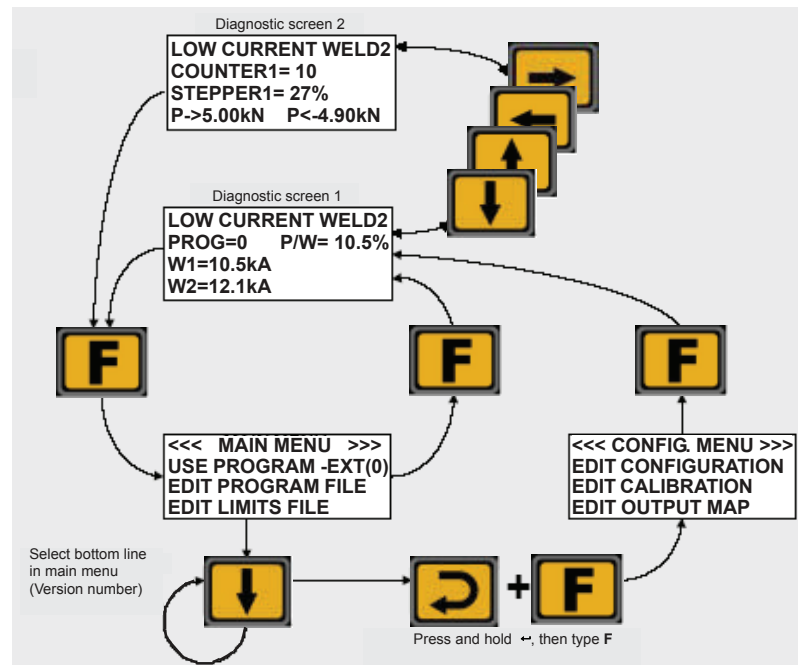 Diagnostic screen 2
LOW CURRENT WELD2
COUNTER1= 10
STEPPER1= 27%
P->5.00kN P<-4.90kN
Diagnostic screen 1
LOW CURRENT WELD2
PROG=0 P/W= 10.5%
W1=10.5kA
W2=12.1kA
F
F
F
<<< MAIN MENU >>>
USE PROGRAM -EXT(0)
EDIT PROGRAM FILE
EDIT LIMITS FILE
<<< CONFIG. MENU >>>
EDIT CONFIGURATION
EDIT CALIBRATION
EDIT OUTPUT MAP
Select bottom line
in main menu
(Version number)
+
F
Press and hold ↩, then type F